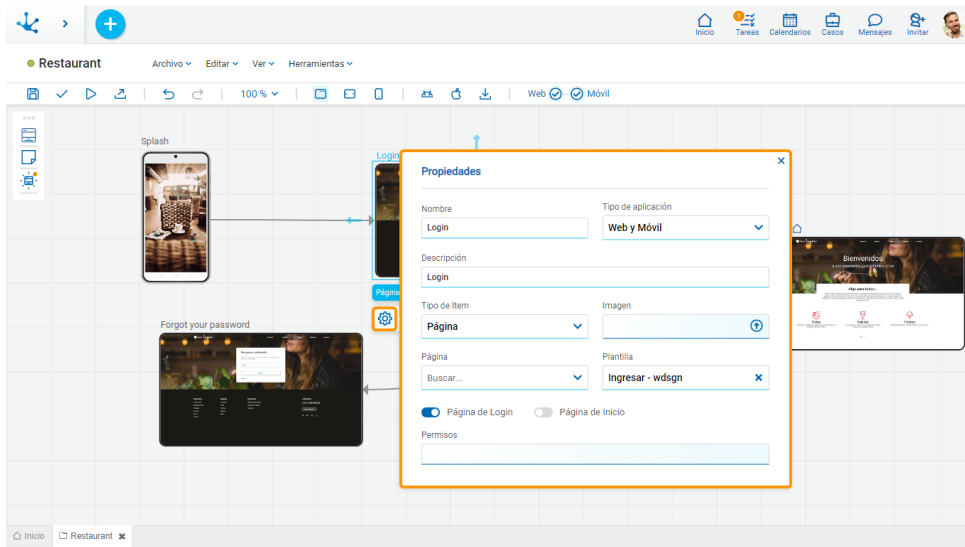 Inicio
1
Tareas
Calendarios
Casos
Mensajes
Invitar
Restaurant
Archivo
Editar
Ver
Herramientas
100 %
Web
Móvil
Splash
Login
Página
Forgot your password
Bienvenidos
Propiedades
Nombre
Login
Tipo de aplicación
Web y Móvil
Descripción
Login
Tipo de Item
Página
Imagen
Página
Buscar...
Plantilla
Ingresar - wdsgn
Página de Login
Página de Inicio
Permisos
Inicio
Restaurant